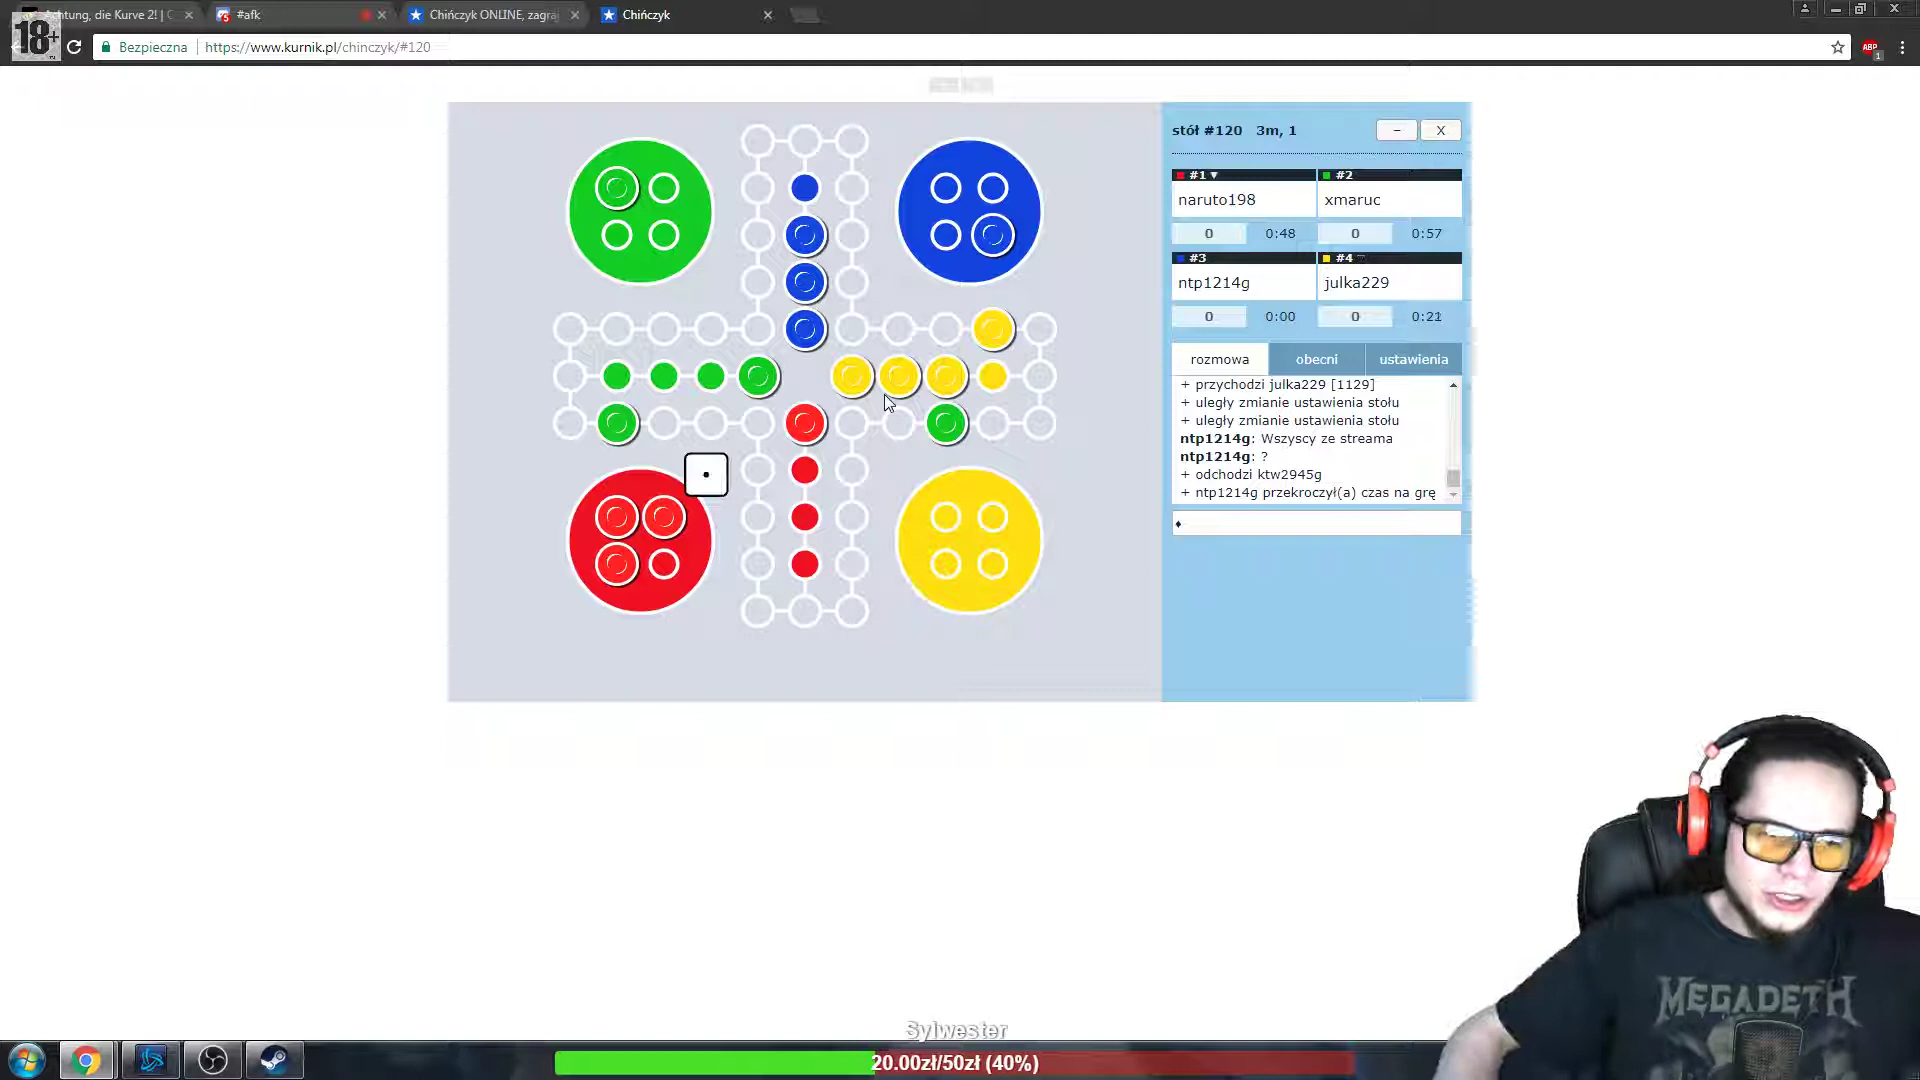 Achtung, die Kurve 2! | C
#afk
Chińczyk ONLINE, zagraj
Chińczyk
18+
Bezpieczna
https://www.kurnik.pl/chinczyk/#120
ABP
1
stół #120 3m, 1
– X
#1 ▼ #2
naruto198 xmaruc
0 0:48 0 0:57
#3 #4
ntp1214g julka229
0 0:00 0 0:21
rozmowa obecni ustawienia
+ przychodzi julka229 [1129]
+ uległy zmianie ustawienia stołu
+ uległy zmianie ustawienia stołu
ntp1214g: Wszyscy ze streama
ntp1214g: ?
+ odchodzi ktw2945g
+ ntp1214g przekroczył(a) czas na grę
MEGADETH
Sylwester
20.00zł/50zł (40%)